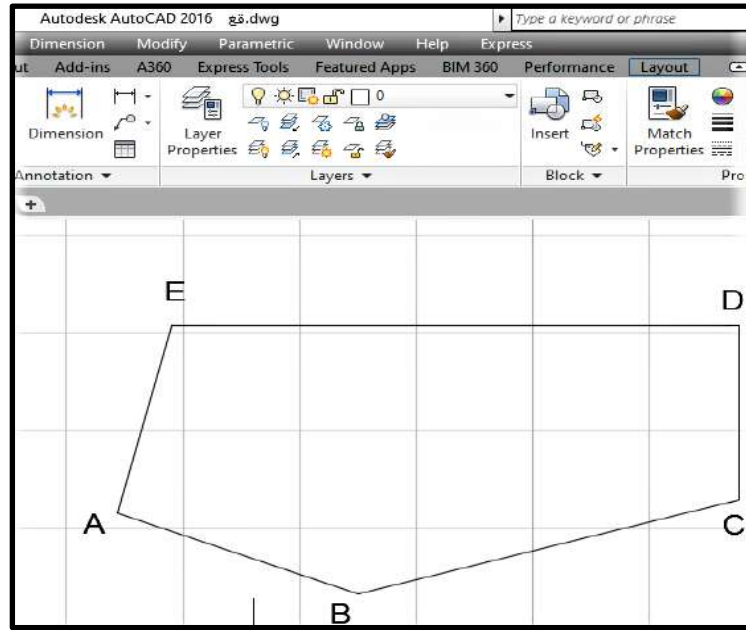 Autodesk AutoCAD 2016 gä.dwg Type a keyword or phrase
Dimension Modify Parametric Window Help Express
ut Add-ins A360 Express Tools Featured Apps BIM 360 Performance Layout
0
Dimension Layer Properties Insert Match Properties
Annotation Layers Block Pro
+
E
D
A
C
B